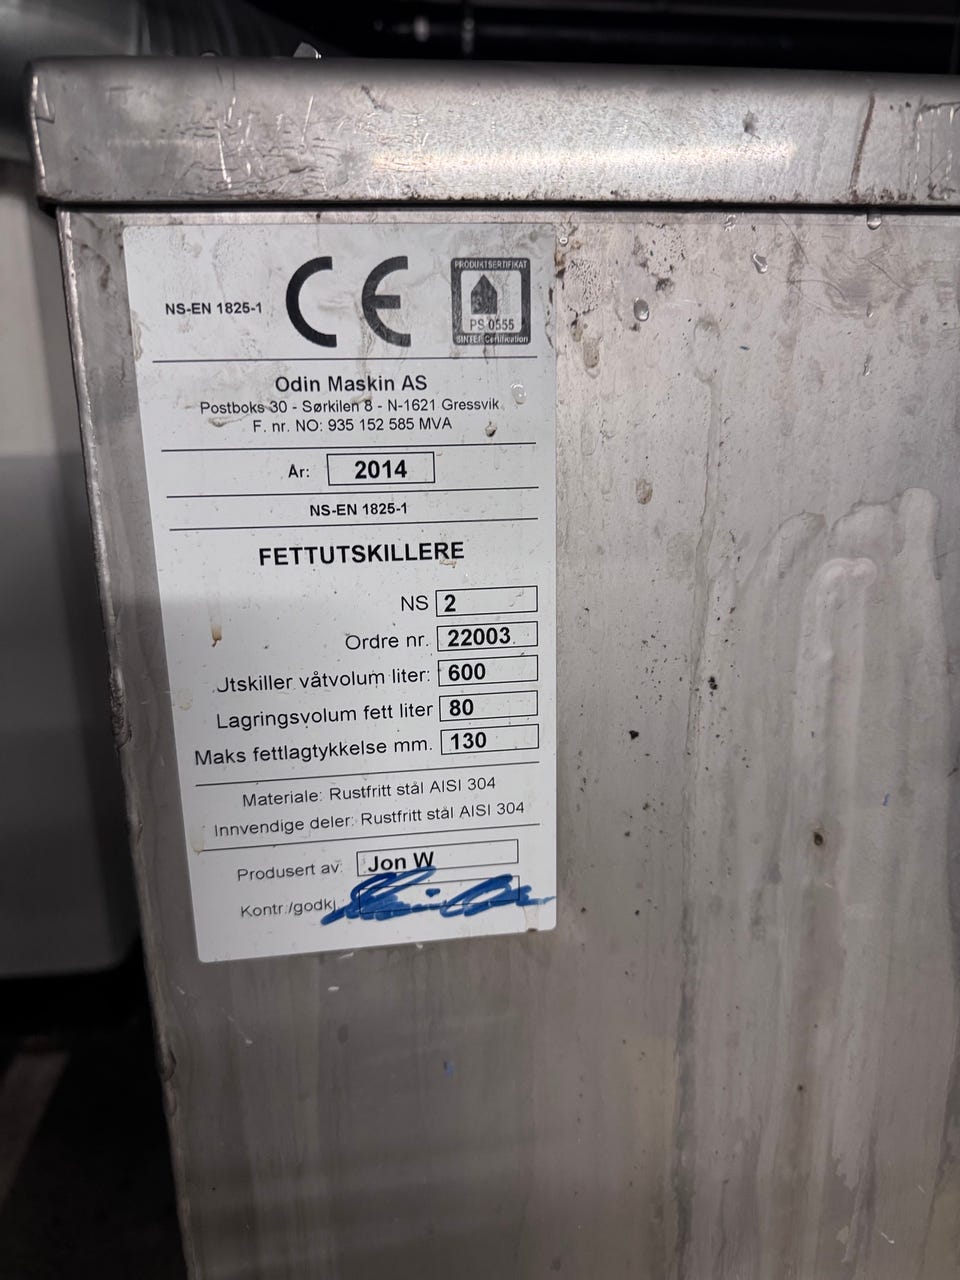 NS-EN 1825-1
CE
PRODUKTSERTIFIKAT
PS 0555
SINTEF Certification
Odin Maskin AS
Postboks 30 - Sørkilen 8 - N-1621 Gressvik
F. nr. NO: 935 152 585 MVA
År: 2014
NS-EN 1825-1
FETTUTSKILLERE
NS 2
Ordre nr. 22003
Utskiller våtvolum liter: 600
Lagringsvolum fett liter 80
Maks fettlagtykkelse mm. 130
Materiale: Rustfritt stål AISI 304
Innvendige deler: Rustfritt stål AISI 304
Produsert av: Jon W
Kontr./godkj.: